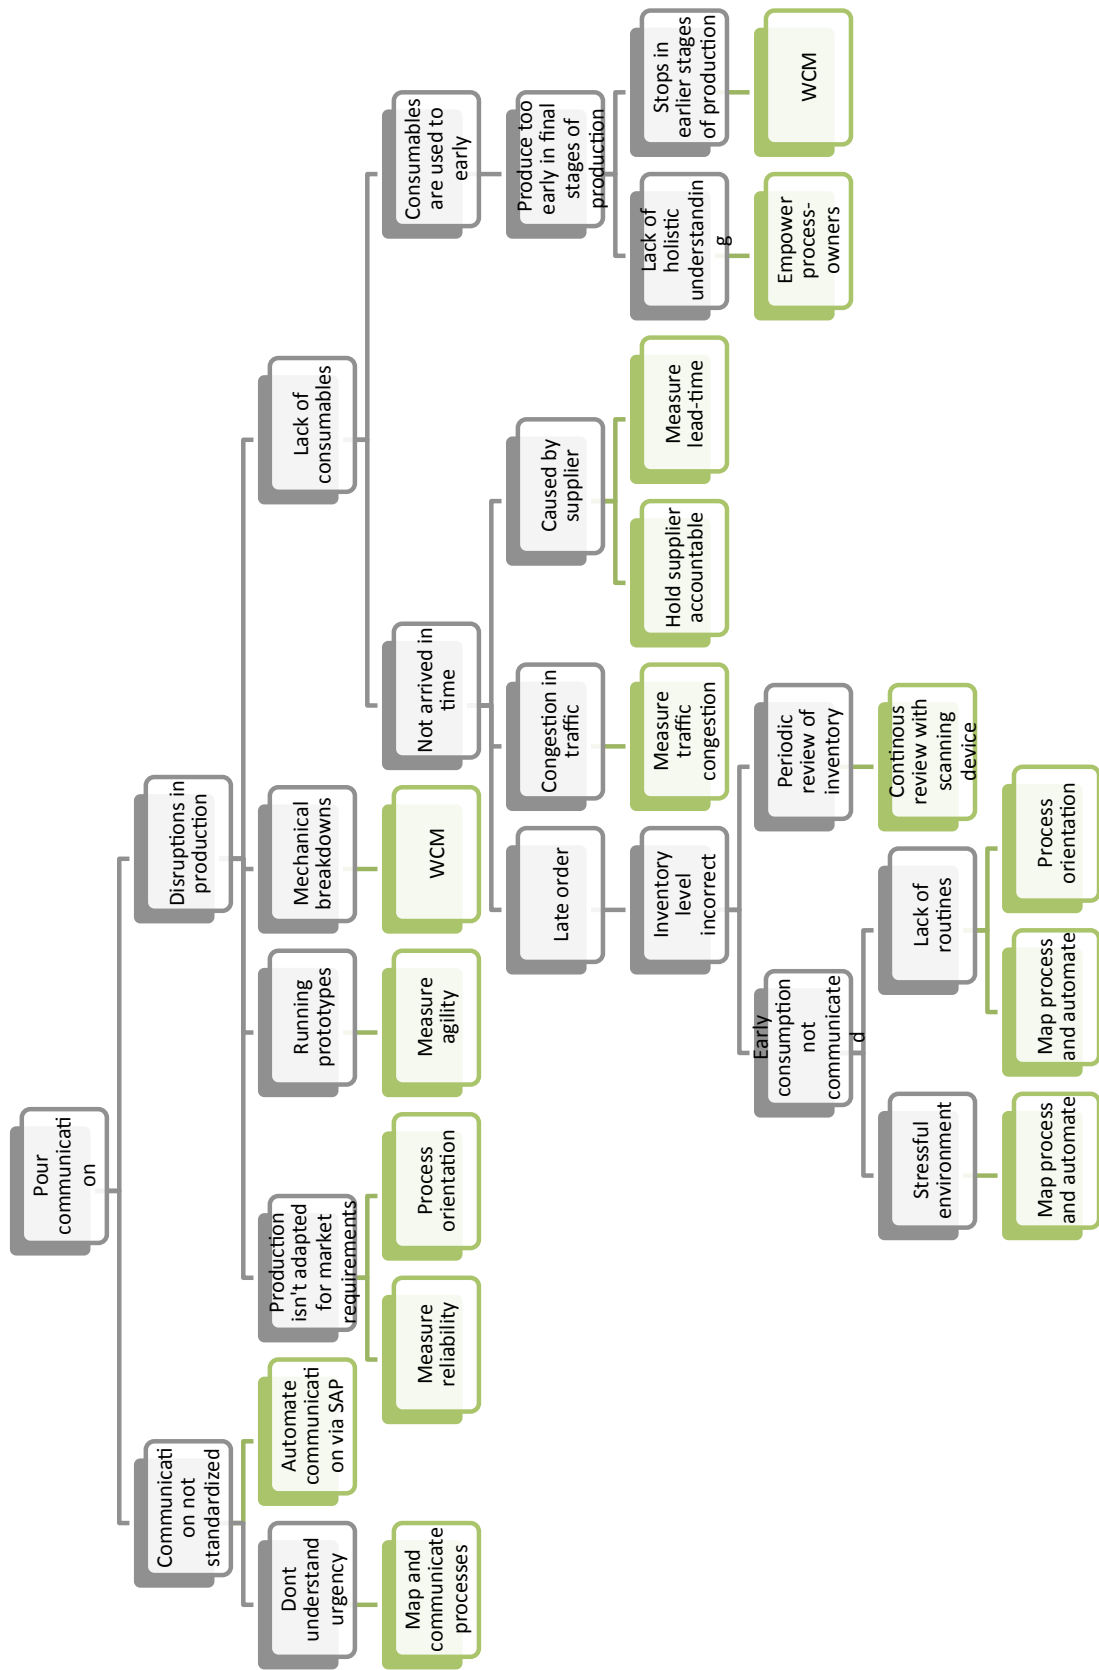 Pour
communicati
on
Communicati
on not
standardized
Disruptions in
production
Dont
understand
urgency
Automate
communicati
on via SAP
Production
isn't adapted
for market
requirements
Running
prototypes
Mechanical
breakdowns
Lack of
consumables
Map and
communicate
processes
Measure
reliability
Process
orientation
Measure
agility
WCM
Not arrived in
time
Consumables
are used to
early
Late order
Congestion in
traffic
Caused by
supplier
Produce too
early in final
stages of
production
Inventory
level
incorrect
Measure
traffic
congestion
Hold supplier
accountable
Measure
lead-time
Lack of
holistic
understandin
g
Stops in
earlier stages
of production
Early
consumption
not
communicate
d
Periodic
review of
inventory
Empower
process-
owners
WCM
Stressful
environment
Lack of
routines
Continous
review with
scanning
device
Map process
and automate
Map process
and automate
Process
orientation